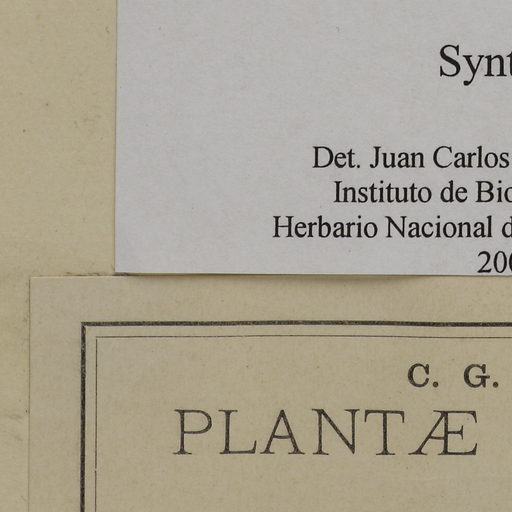 Synt
Det. Juan Carlos
Instituto de Bio
Herbario Nacional d
200
C. G.
PLANTÆ